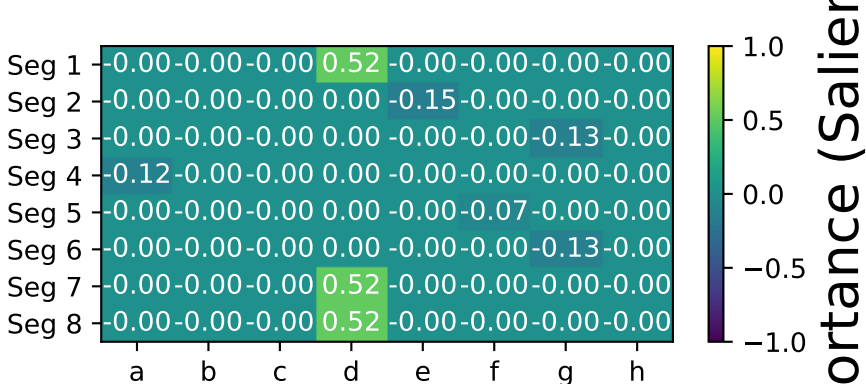 Seg 1 -0.00 -0.00 -0.00 0.52 -0.00 -0.00 -0.00 -0.00
Seg 2 -0.00 -0.00 -0.00 0.00 -0.15 -0.00 -0.00 -0.00
Seg 3 -0.00 -0.00 -0.00 0.00 -0.00 -0.00 -0.13 -0.00
Seg 4 -0.12 -0.00 -0.00 0.00 -0.00 -0.00 -0.00 -0.00
Seg 5 -0.00 -0.00 -0.00 0.00 -0.00 -0.07 -0.00 -0.00
Seg 6 -0.00 -0.00 -0.00 0.00 -0.00 -0.00 -0.13 -0.00
Seg 7 -0.00 -0.00 -0.00 0.52 -0.00 -0.00 -0.00 -0.00
Seg 8 -0.00 -0.00 -0.00 0.52 -0.00 -0.00 -0.00 -0.00
a b c d e f g h
1.0
0.5
0.0
−0.5
−1.0
ortance (Salien